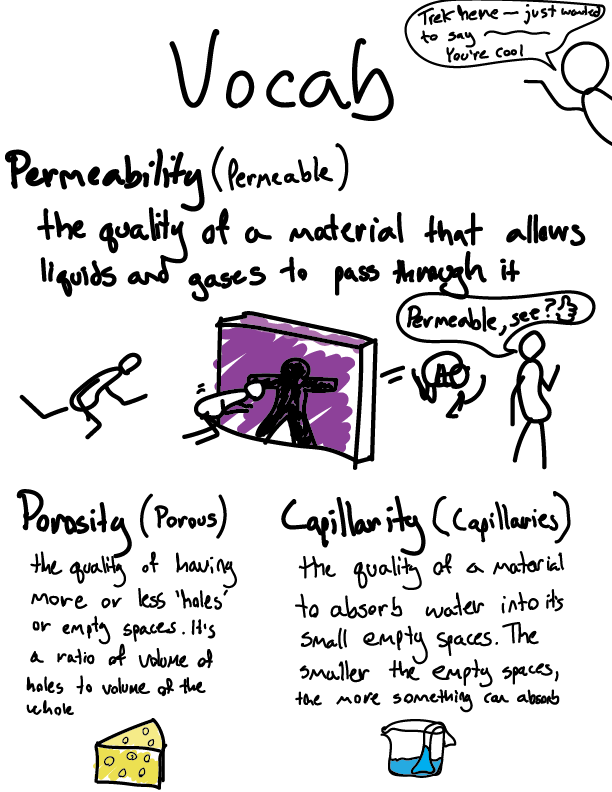 Trek here — just wanted
to say
You're cool
Vocab
Permeability (Permeable)
the quality of a material that allows
liquids and gases to pass through it
Permeable, see?
Porosity (Porous)
the quality of having
more or less 'holes'
or empty spaces. It's
a ratio of volume of
holes to volume of the
whole
Capillarity (Capillaries)
the quality of a material
to absorb water into its
small empty spaces. The
smaller the empty spaces,
the more something can absorb